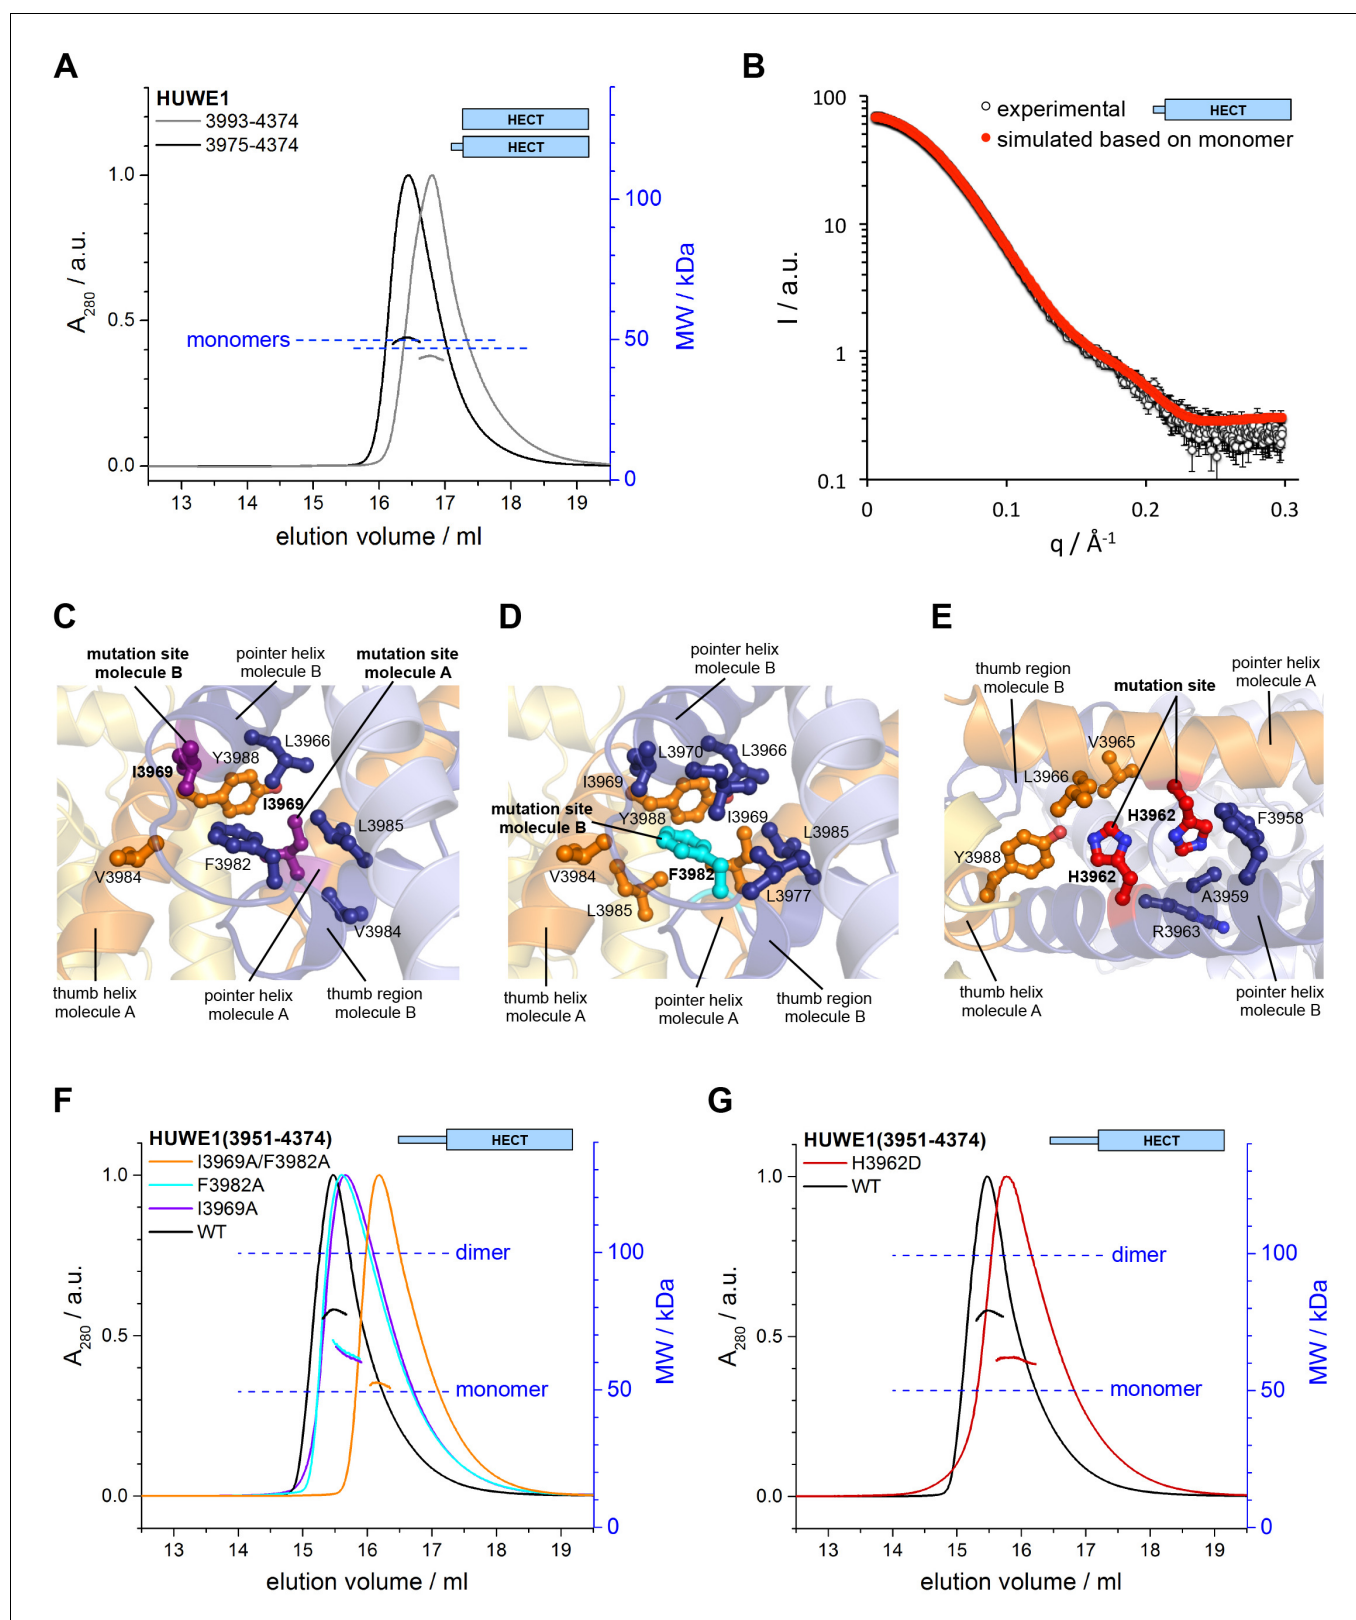 A
HUWE1
3993-4374
3975-4374
HECT
HECT
1.0
0.5
0.0
A280 / a.u.
monomers
100
50
0
MW / kDa
13 14 15 16 17 18 19
elution volume / ml
B
experimental
HECT
simulated based on monomer
100
10
1
0.1
I / a.u.
0 0.1 0.2 0.3
q / Å-1
C
mutation site
molecule B
pointer helix
molecule B
mutation site
molecule A
L3966
Y3988
I3969
I3969
L3985
F3982
V3984
V3984
thumb helix
molecule A
pointer helix
molecule A
thumb region
molecule B
D
pointer helix
molecule B
L3970
L3966
I3969
Y3988
I3969
mutation site
molecule B
L3985
V3984
F3982
L3977
L3985
thumb helix
molecule A
pointer helix
molecule A
thumb region
molecule B
E
thumb region
molecule B
mutation site
pointer helix
molecule A
V3965
L3966
H3962
F3958
Y3988
H3962
A3959
R3963
thumb helix
molecule A
pointer helix
molecule B
F
HUWE1(3951-4374)
HECT
I3969A/F3982A
F3982A
I3969A
WT
1.0
0.5
0.0
A280 / a.u.
dimer
monomer
100
50
0
MW / kDa
13 14 15 16 17 18 19
elution volume / ml
G
HUWE1(3951-4374)
HECT
H3962D
WT
1.0
0.5
0.0
A280 / a.u.
dimer
monomer
100
50
0
MW / kDa
13 14 15 16 17 18 19
elution volume / ml